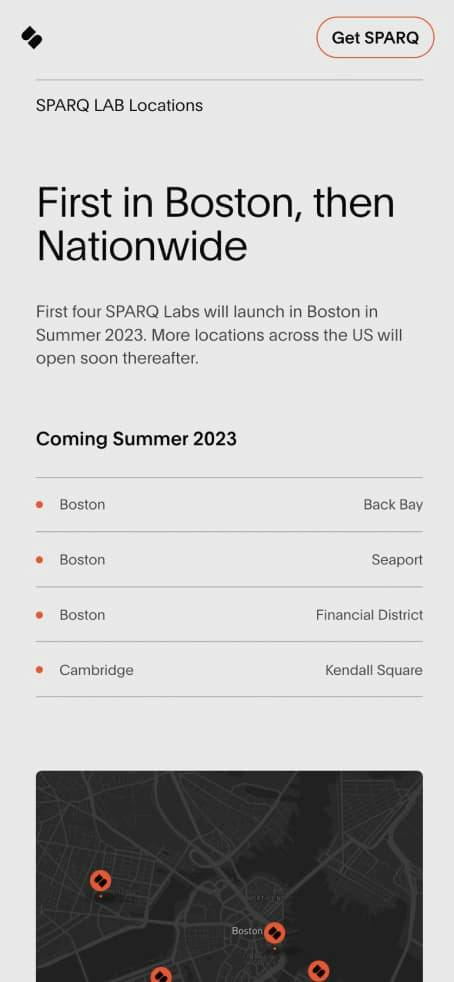 Get SPARQ
SPARQ LAB Locations
First in Boston, then
Nationwide
First four SPARQ Labs will launch in Boston in
Summer 2023. More locations across the US will
open soon thereafter.
Coming Summer 2023
Boston Back Bay
Boston Seaport
Boston Financial District
Cambridge Kendall Square
Boston